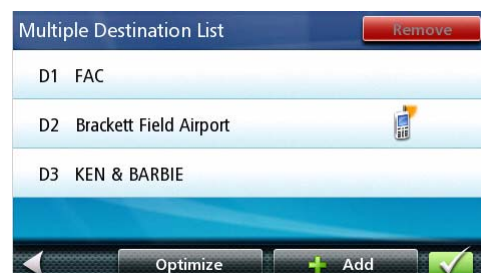 Multiple Destination List Remove
D1 FAC
D2 Brackett Field Airport
D3 KEN & BARBIE
Optimize Add